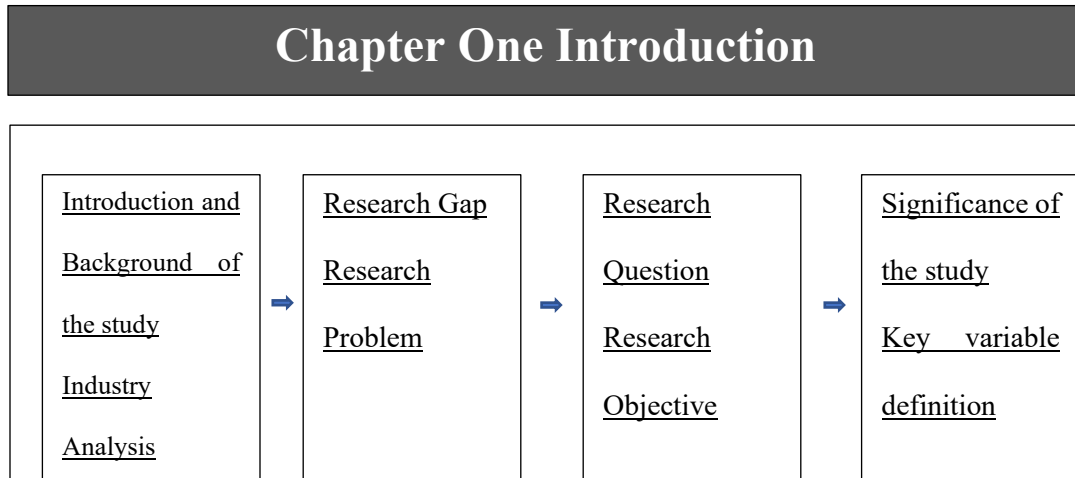 Chapter One Introduction
Introduction and
Background of
the study
Industry
Analysis
Research Gap
Research
Problem
Research
Question
Research
Objective
Significance of
the study
Key variable
definition